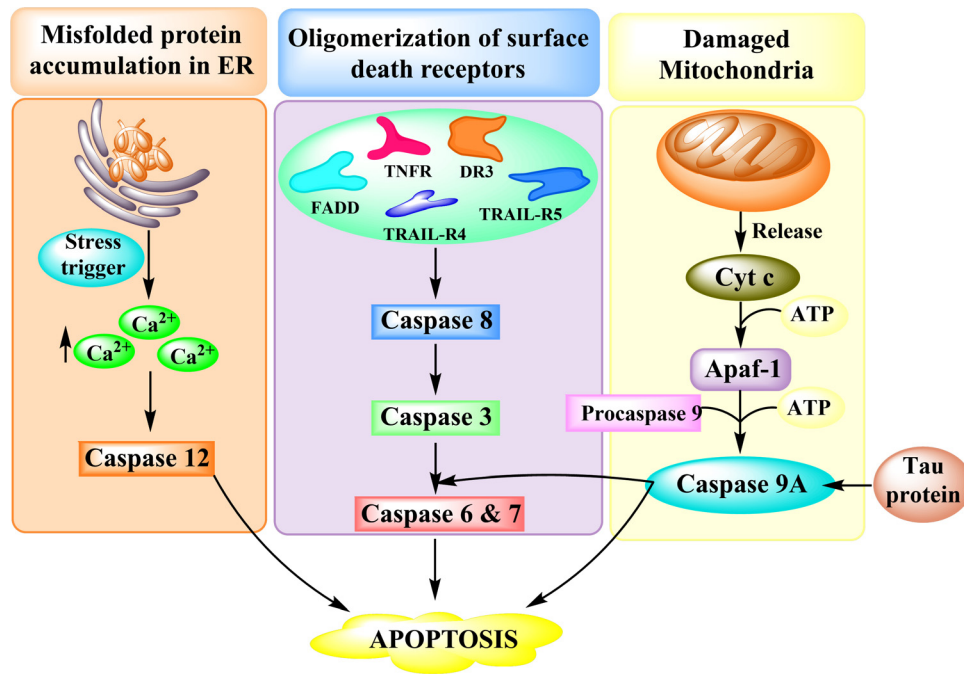 Misfolded protein
accumulation in ER
Oligomerization of surface
death receptors
Damaged
Mitochondria
Stress
trigger
Ca²⁺
Ca²⁺
Ca²⁺
Caspase 12
TNFR
DR3
FADD
TRAIL-R5
TRAIL-R4
Caspase 8
Caspase 3
Caspase 6 & 7
Release
Cyt c
ATP
Apaf-1
Procaspase 9
ATP
Caspase 9A
Tau
protein
APOPTOSIS